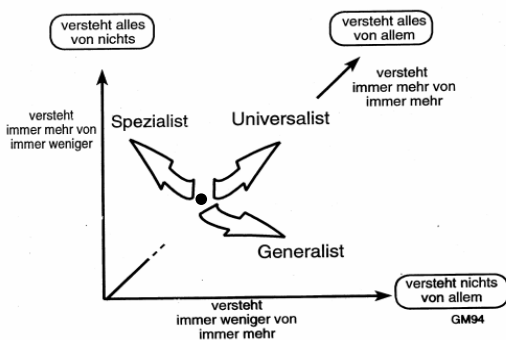 versteht alles
von nichts
versteht alles
von allem
versteht
immer mehr von
immer mehr
versteht
immer mehr von
immer weniger
Spezialist
Universalist
Generalist
versteht nichts
von allem
versteht
immer weniger von
immer mehr
GM94